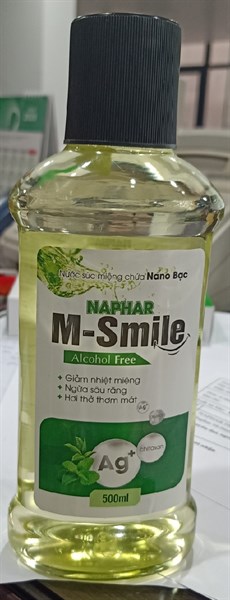 Nước súc miệng chứa Nano Bạc
NAPHAR
M-Smile
Alcohol Free
+ Giảm nhiệt miệng
+ Ngừa sâu răng
+ Hơi thở thơm mát
Ag+
Chitosan
500ml